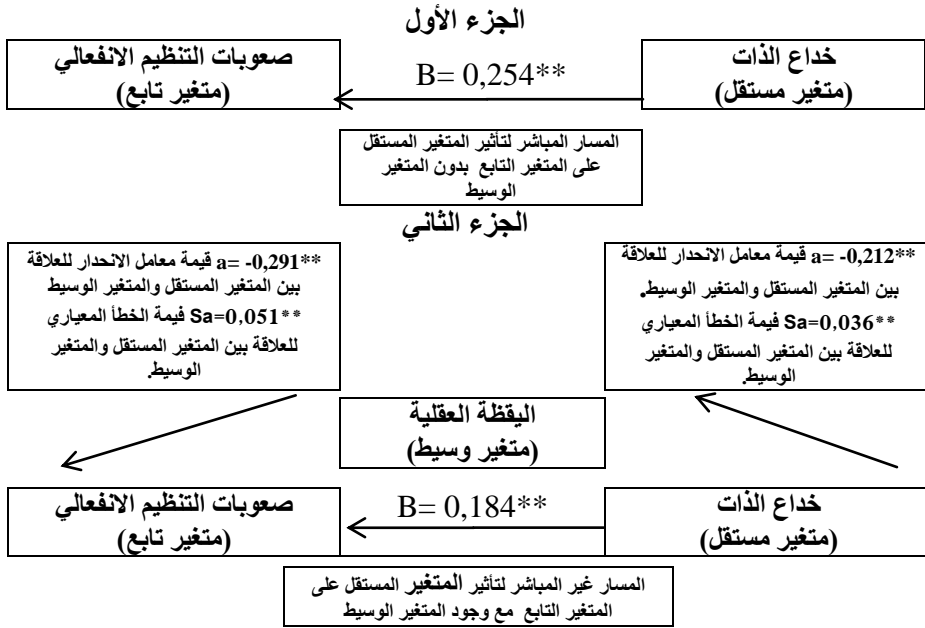 الجزء الأول
خداع الذات
(متغير مستقل)
B= 0,254**
صعوبات التنظيم الانفعالي
(متغير تابع)
المسار المباشر لتأثير المتغير المستقل
على المتغير التابع بدون المتغير
الوسيط
الجزء الثاني
**a= -0,212 قيمة معامل الانحدار للعلاقة
بين المتغير المستقل والمتغير الوسيط.
**Sa=0,036 قيمة الخطأ المعياري
للعلاقة بين المتغير المستقل والمتغير
الوسيط.
**a= -0,291 قيمة معامل الانحدار للعلاقة
بين المتغير المستقل والمتغير الوسيط
**Sa=0,051 قيمة الخطأ المعياري
للعلاقة بين المتغير المستقل والمتغير
الوسيط.
اليقظة العقلية
(متغير وسيط)
خداع الذات
(متغير مستقل)
B= 0,184**
صعوبات التنظيم الانفعالي
(متغير تابع)
المسار غير المباشر لتأثير المتغير المستقل على
المتغير التابع مع وجود المتغير الوسيط